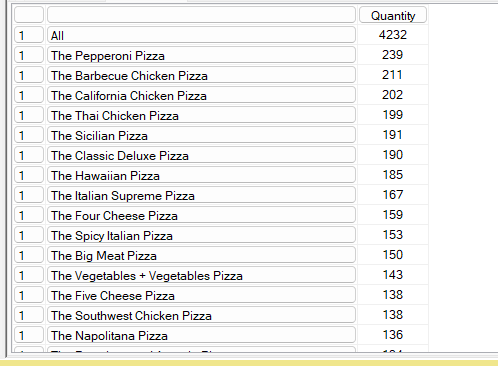 Quantity
1 All 4232
1 The Pepperoni Pizza 239
1 The Barbecue Chicken Pizza 211
1 The California Chicken Pizza 202
1 The Thai Chicken Pizza 199
1 The Sicilian Pizza 191
1 The Classic Deluxe Pizza 190
1 The Hawaiian Pizza 185
1 The Italian Supreme Pizza 167
1 The Four Cheese Pizza 159
1 The Spicy Italian Pizza 153
1 The Big Meat Pizza 150
1 The Vegetables + Vegetables Pizza 143
1 The Five Cheese Pizza 138
1 The Southwest Chicken Pizza 138
1 The Napolitana Pizza 136